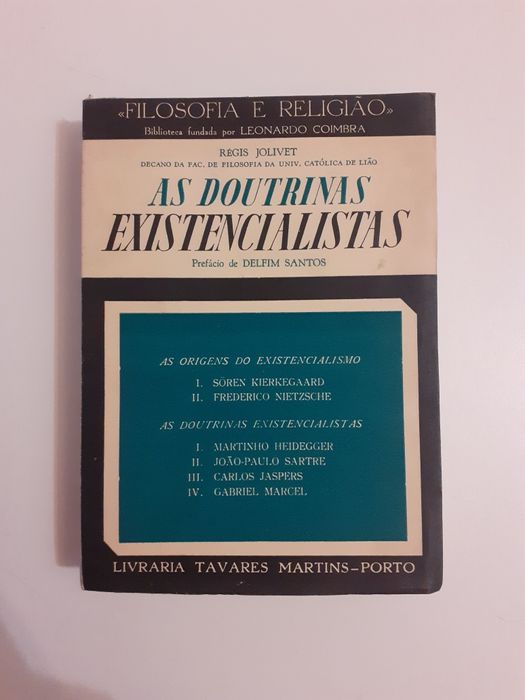 «FILOSOFIA E RELIGIÃO»
Biblioteca fundada por LEONARDO COIMBRA
RÉGIS JOLIVET
DECANO DA FAC. DE FILOSOFIA DA UNIV. CATÓLICA DE LIÃO
AS DOUTRINAS
EXISTENCIALISTAS
Prefácio de DELFIM SANTOS
AS ORIGENS DO EXISTENCIALISMO
I. SÖREN KIERKEGAARD
II. FREDERICO NIETZSCHE
AS DOUTRINAS EXISTENCIALISTAS
I. MARTINHO HEIDEGGER
II. JOÃO-PAULO SARTRE
III. CARLOS JASPERS
IV. GABRIEL MARCEL
LIVRARIA TAVARES MARTINS-PORTO